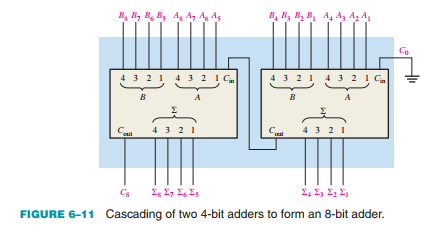 B₈ B₇ B₆ B₅ A₈ A₇ A₆ A₅ B₄ B₃ B₂ B₁ A₄ A₃ A₂ A₁
C₀
4 3 2 1 4 3 2 1 Cin 4 3 2 1 4 3 2 1 Cin
B A B A
Σ Σ
Cout 4 3 2 1 Cout 4 3 2 1
C₈ Σ₈ Σ₇ Σ₆ Σ₅ Σ₄ Σ₃ Σ₂ Σ₁
FIGURE 6–11 Cascading of two 4-bit adders to form an 8-bit adder.